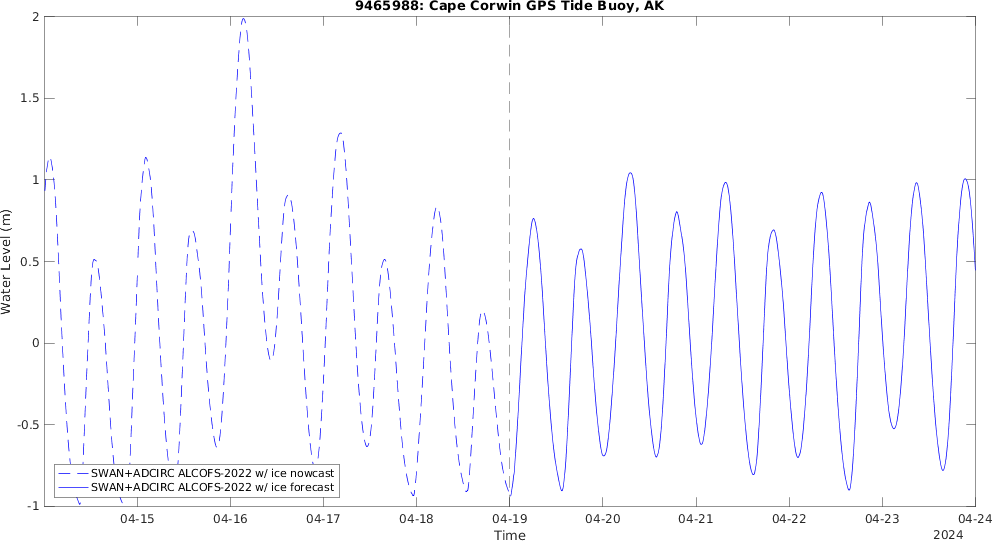 9465988: Cape Corwin GPS Tide Buoy, AK
Water Level (m)
2
1.5
1
0.5
0
-0.5
-1
SWAN+ADCIRC ALCOFS-2022 w/ ice nowcast
SWAN+ADCIRC ALCOFS-2022 w/ ice forecast
04-15 04-16 04-17 04-18 04-19 04-20 04-21 04-22 04-23 04-24
Time
2024